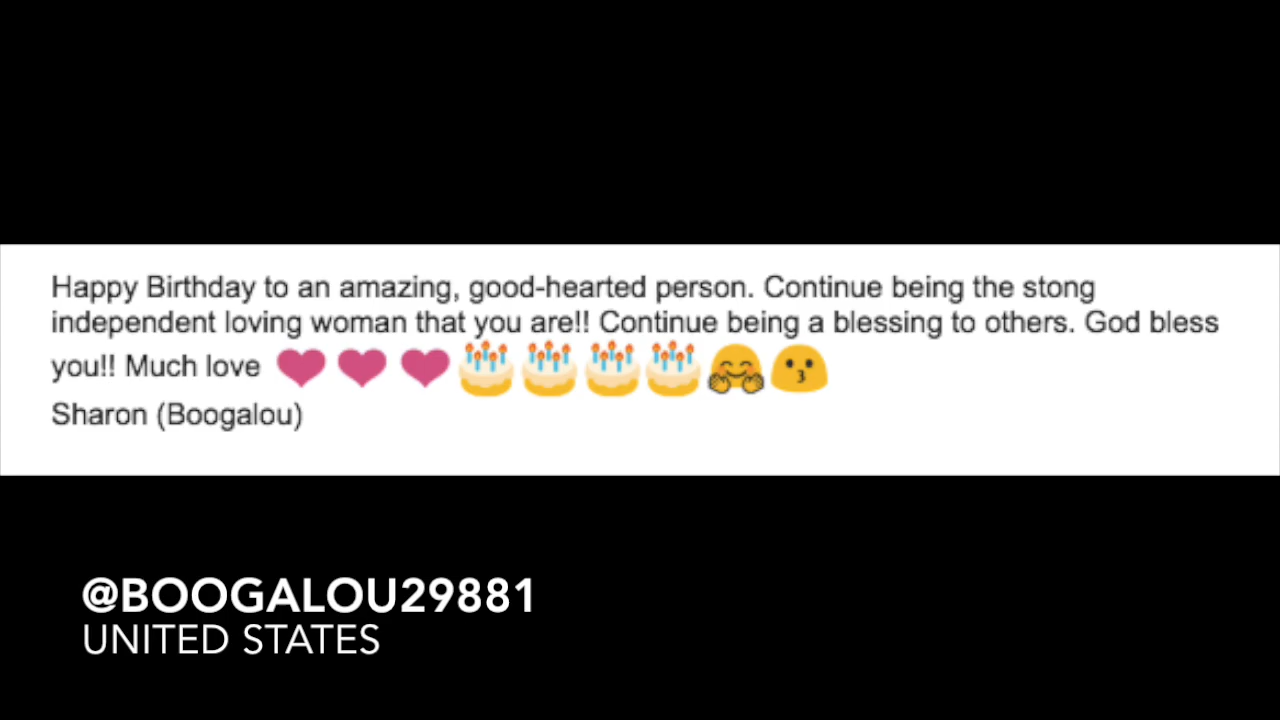 Happy Birthday to an amazing, good-hearted person. Continue being the stong
independent loving woman that you are!! Continue being a blessing to others. God bless
you!! Much love 💗💗💗🎂🎂🎂🎂🤗😗
Sharon (Boogalou)
@BOOGALOU29881
UNITED STATES